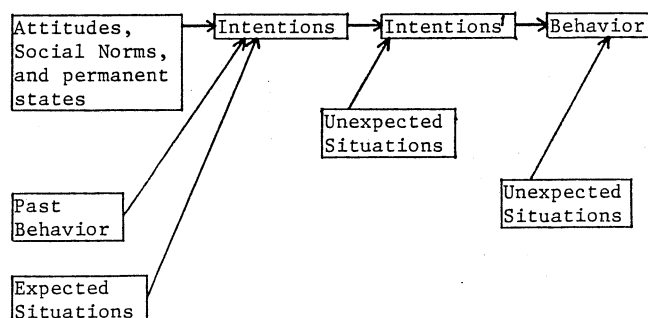 Attitudes,
Social Norms,
and permanent
states
Intentions
Intentions'
Behavior
Unexpected
Situations
Unexpected
Situations
Past
Behavior
Expected
Situations